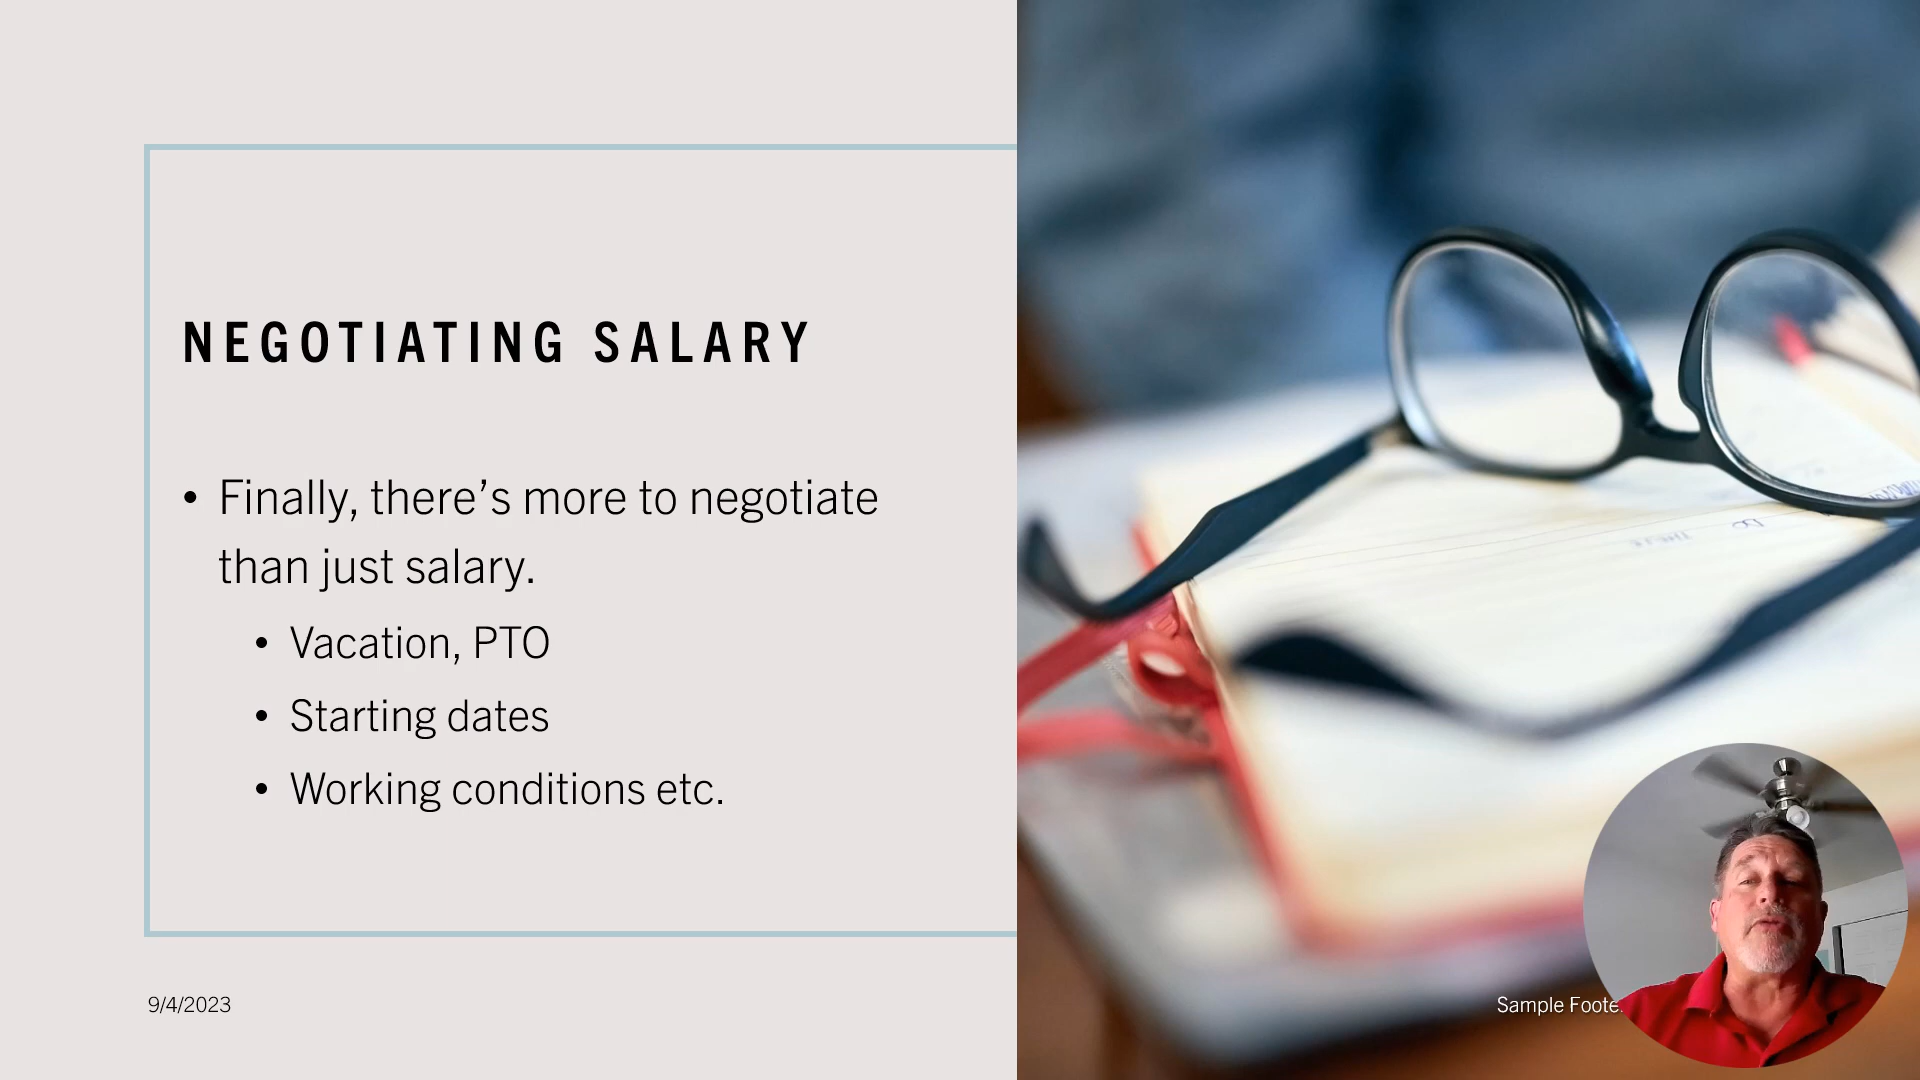 NEGOTIATING SALARY
• Finally, there’s more to negotiate
than just salary.
• Vacation, PTO
• Starting dates
• Working conditions etc.
9/4/2023
Sample Foote